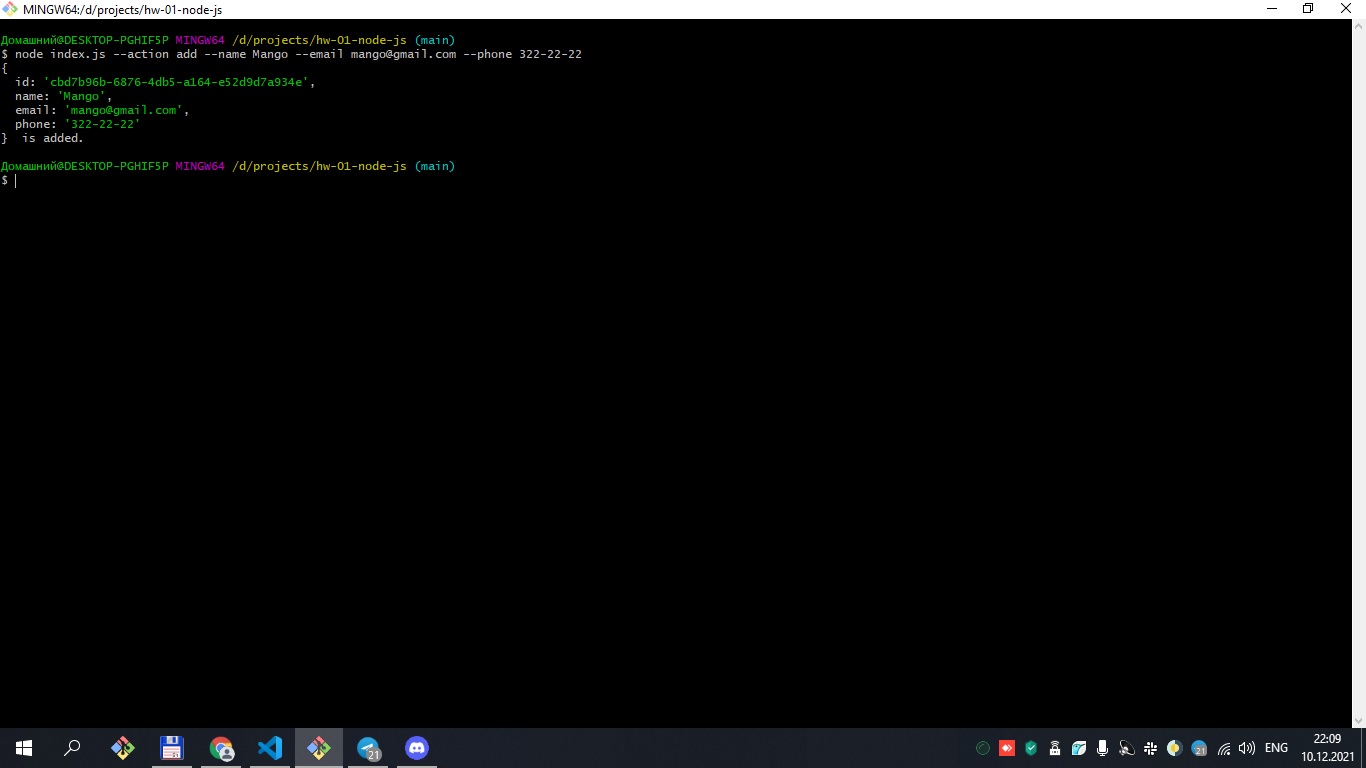 MINGW64:/d/projects/hw-01-node-js
Домашний@DESKTOP-PGHIF5P MINGW64 /d/projects/hw-01-node-js (main)
$ node index.js --action add --name Mango --email mango@gmail.com --phone 322-22-22
{
  id: 'cbd7b96b-6876-4db5-a164-e52d9d7a934e',
  name: 'Mango',
  email: 'mango@gmail.com',
  phone: '322-22-22'
}  is added.
Домашний@DESKTOP-PGHIF5P MINGW64 /d/projects/hw-01-node-js (main)
$
21
21
ENG
22:09
10.12.2021